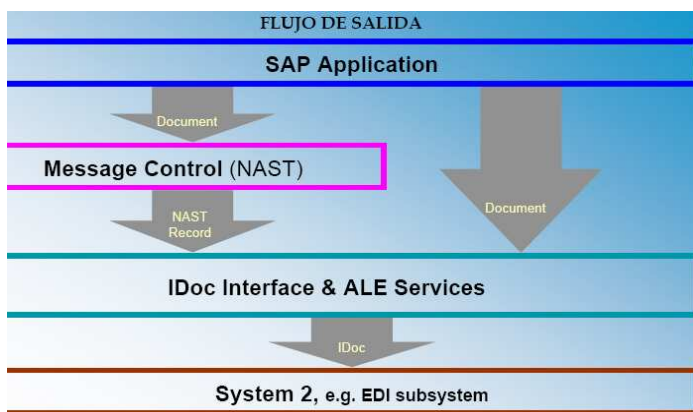 FLUJO DE SALIDA
SAP Application
Document
Message Control (NAST)
NAST
Record
Document
IDoc Interface & ALE Services
IDoc
System 2, e.g. EDI subsystem